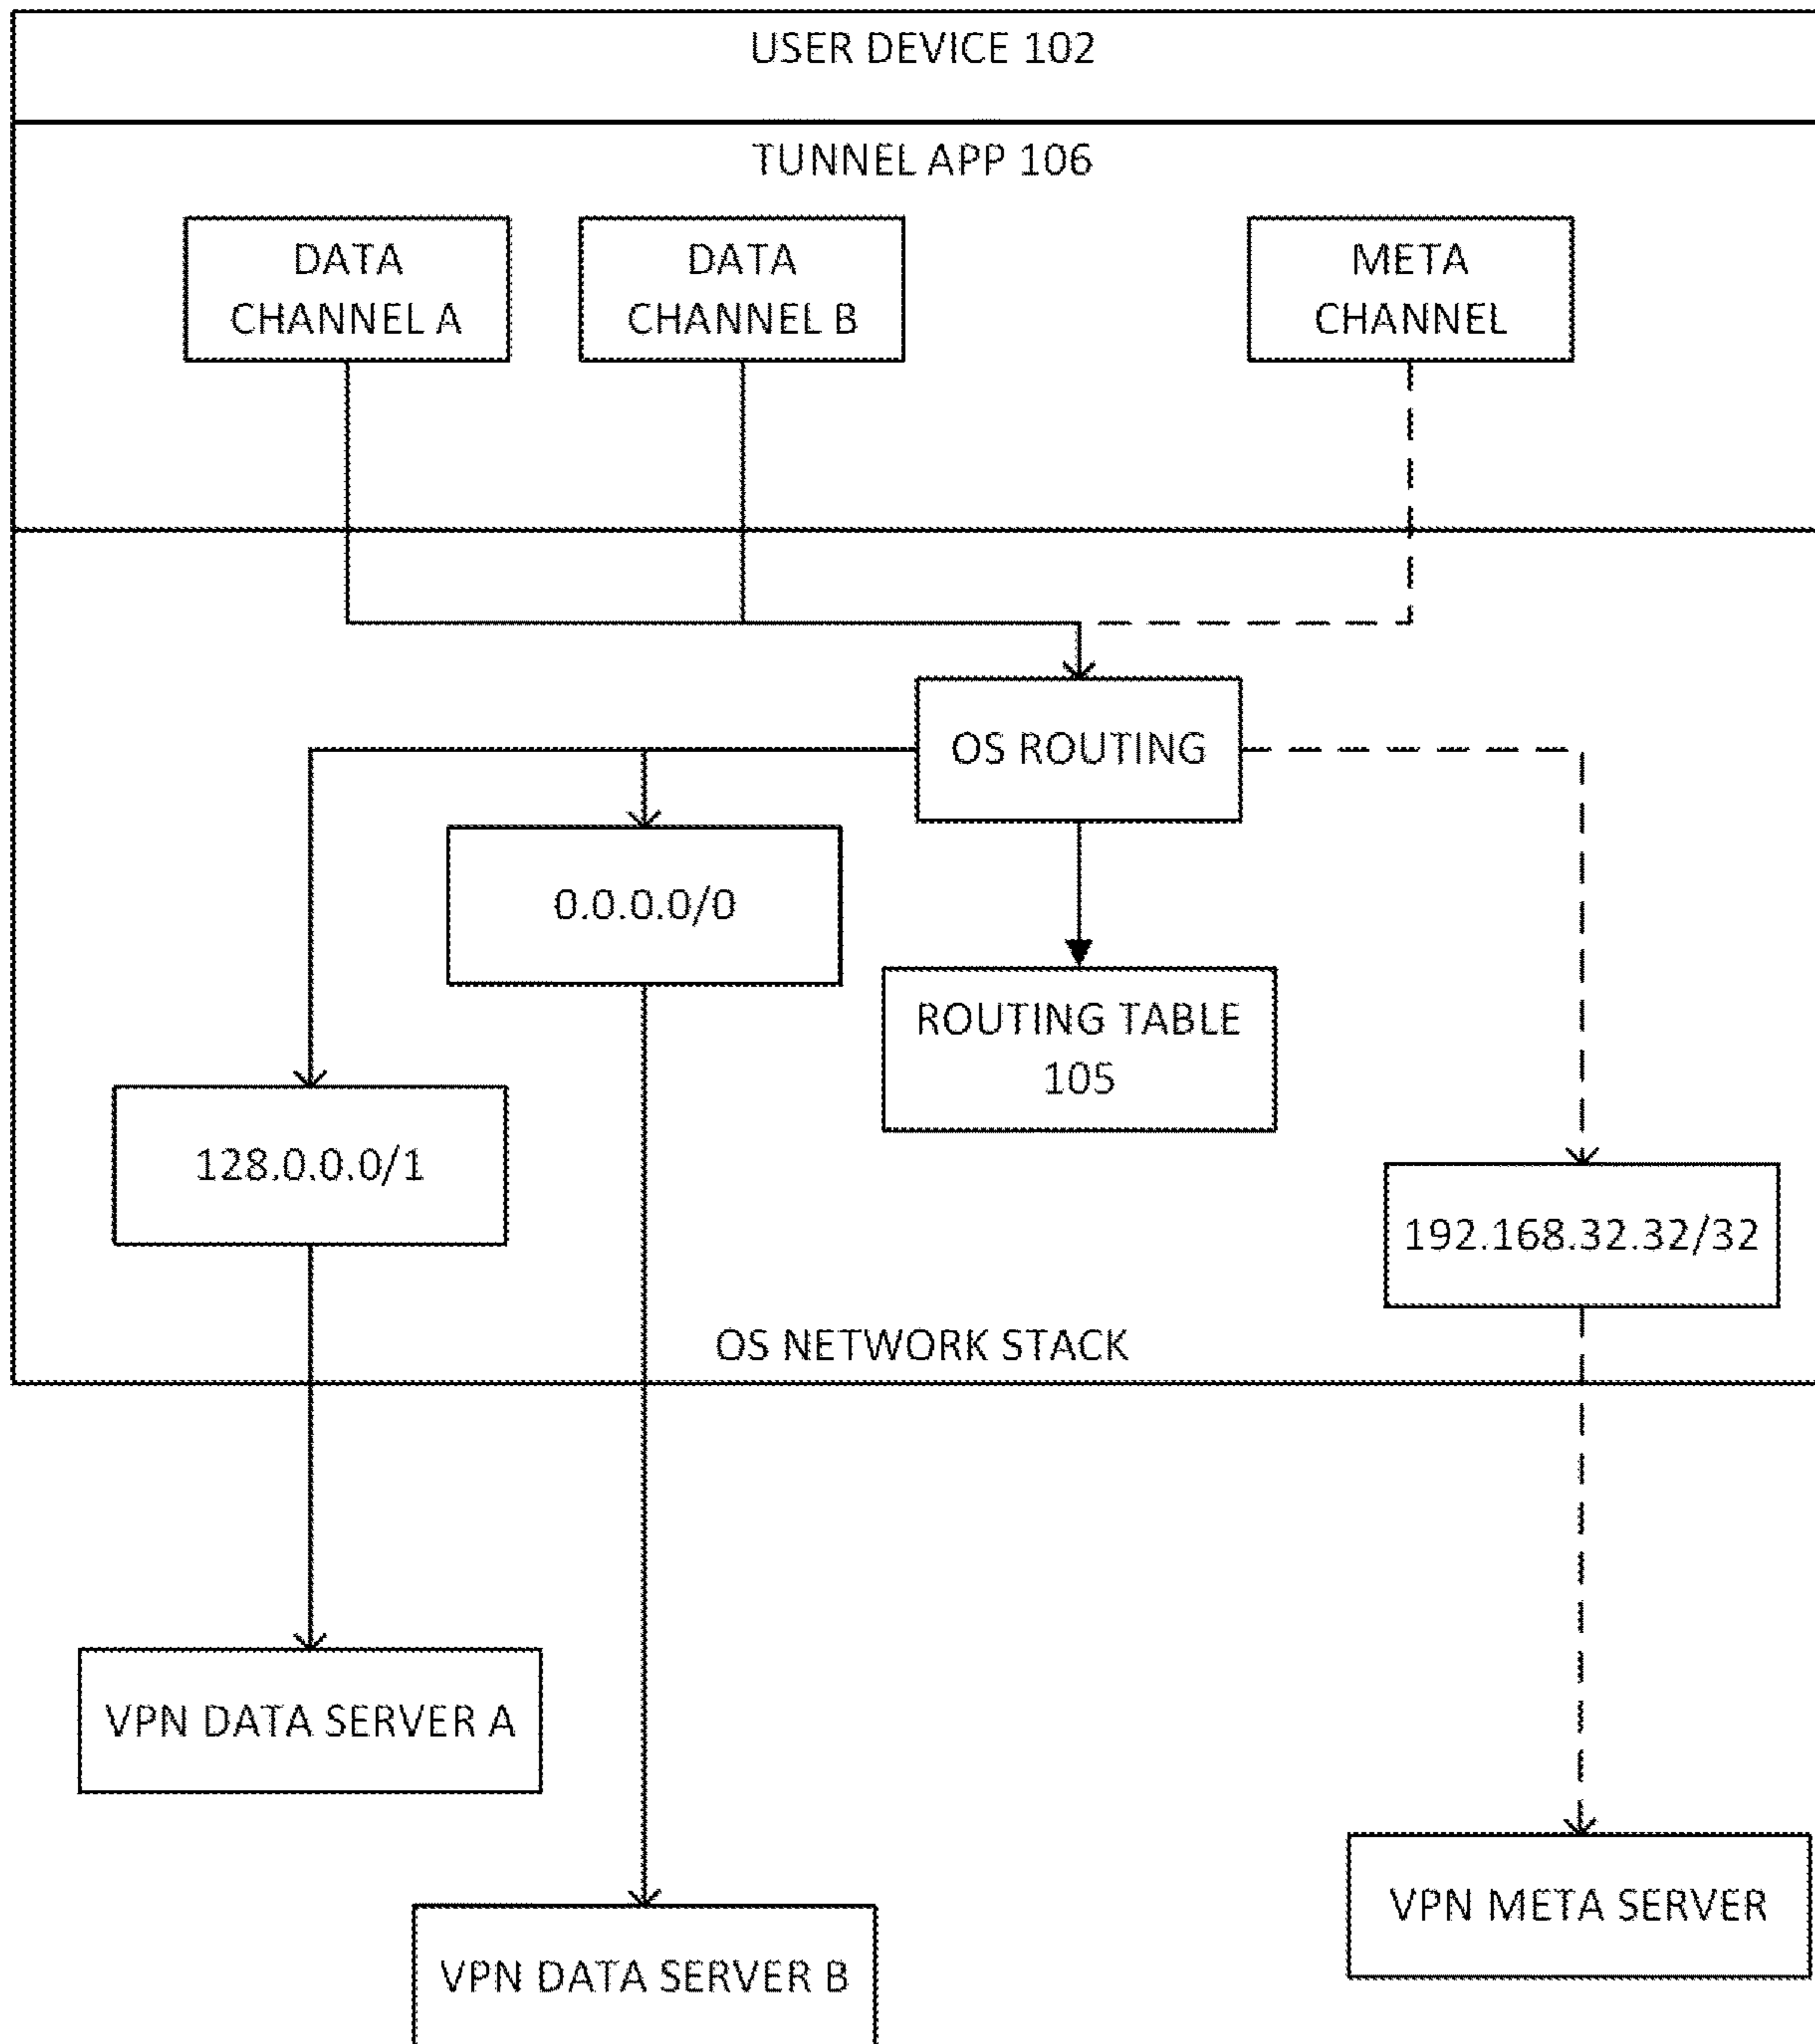 USER DEVICE 102
TUNNEL APP 106
DATA
CHANNEL A
DATA
CHANNEL B
META
CHANNEL
OS ROUTING
0.0.0.0/0
ROUTING TABLE
105
128.0.0.0/1
192.168.32.32/32
OS NETWORK STACK
VPN DATA SERVER A
VPN META SERVER
VPN DATA SERVER B